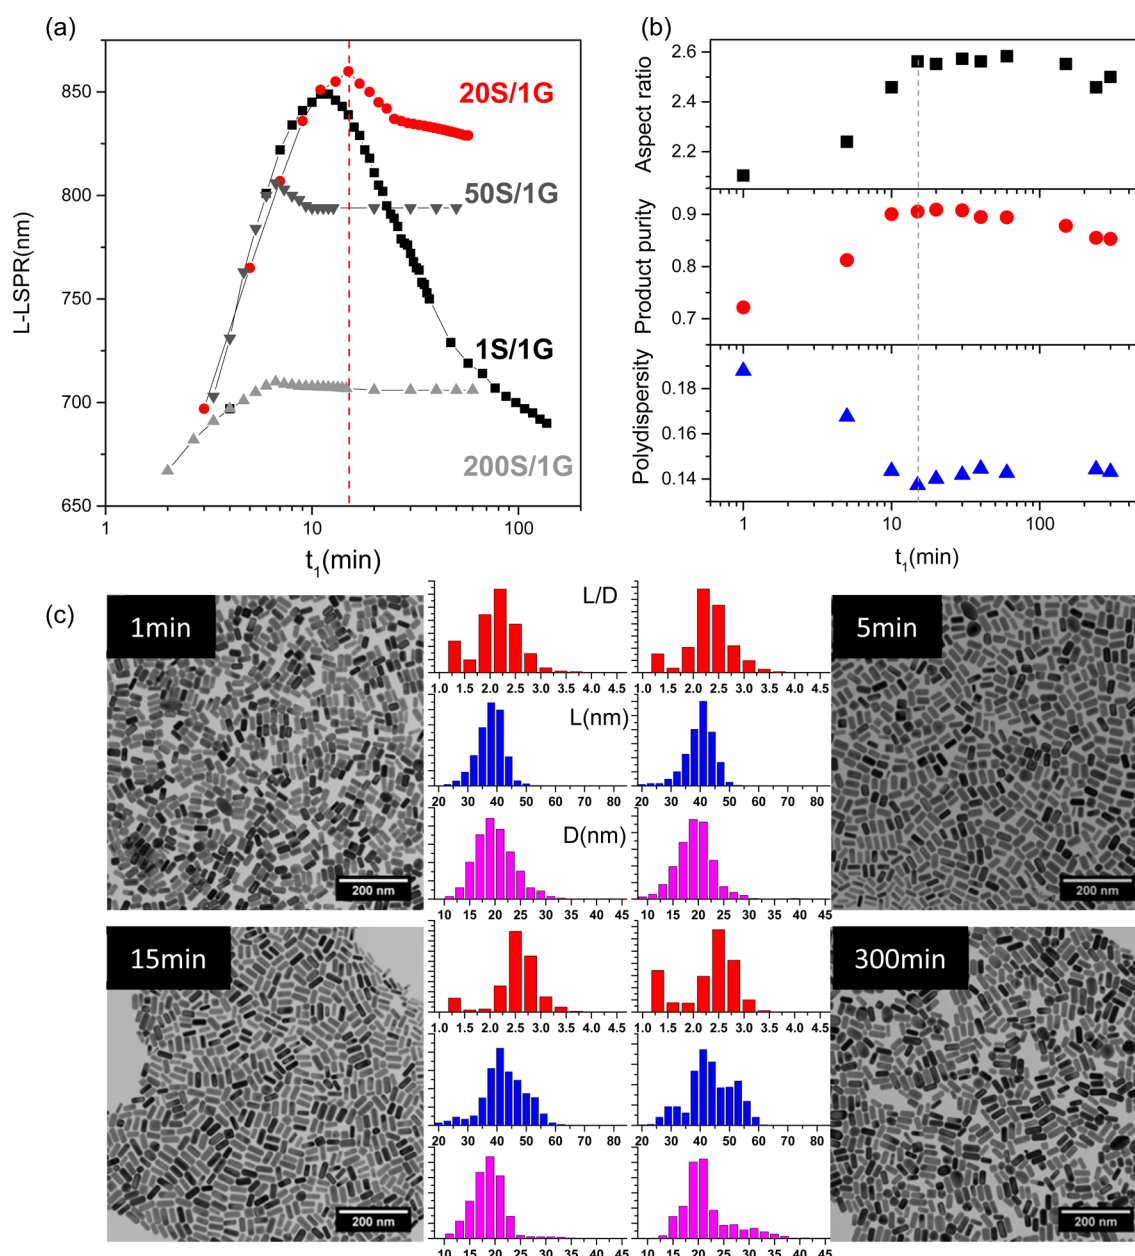 (a)
850
800
750
700
650
L-LSPR(nm)
20S/1G
50S/1G
1S/1G
200S/1G
1
10
100
t1(min)
(b)
2.6
2.4
2.2
Aspect ratio
0.9
0.8
0.7
Product purity
0.18
0.16
0.14
Polydispersity
1
10
100
t1(min)
(c)
1min
200 nm
L/D
1.0 1.5 2.0 2.5 3.0 3.5 4.0 4.5
1.0 1.5 2.0 2.5 3.0 3.5 4.0 4.5
L(nm)
20 30 40 50 60 70 80
20 30 40 50 60 70 80
D(nm)
10 15 20 25 30 35 40 45
10 15 20 25 30 35 40 45
5min
200 nm
15min
200 nm
1.0 1.5 2.0 2.5 3.0 3.5 4.0 4.5
1.0 1.5 2.0 2.5 3.0 3.5 4.0 4.5
20 30 40 50 60 70 80
20 30 40 50 60 70 80
10 15 20 25 30 35 40 45
10 15 20 25 30 35 40 45
300min
200 nm